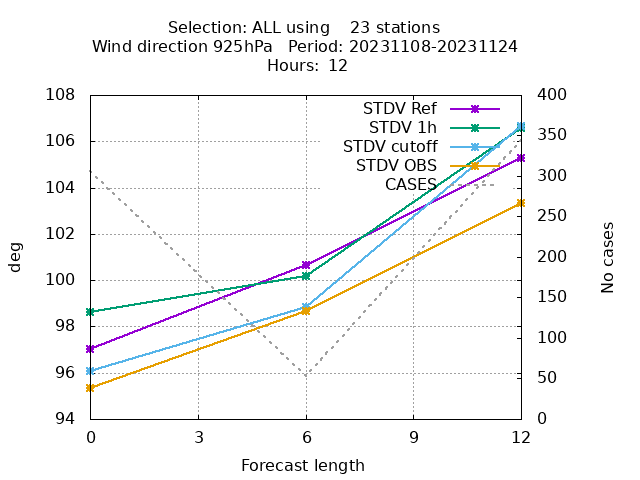 Selection: ALL using    23 stations
Wind direction 925hPa   Period: 20231108-20231124
Hours:  12
STDV Ref
STDV 1h
STDV cutoff
STDV OBS
CASES
deg
No cases
108
106
104
102
100
98
96
94
400
350
300
250
200
150
100
50
0
0 3 6 9 12
Forecast length